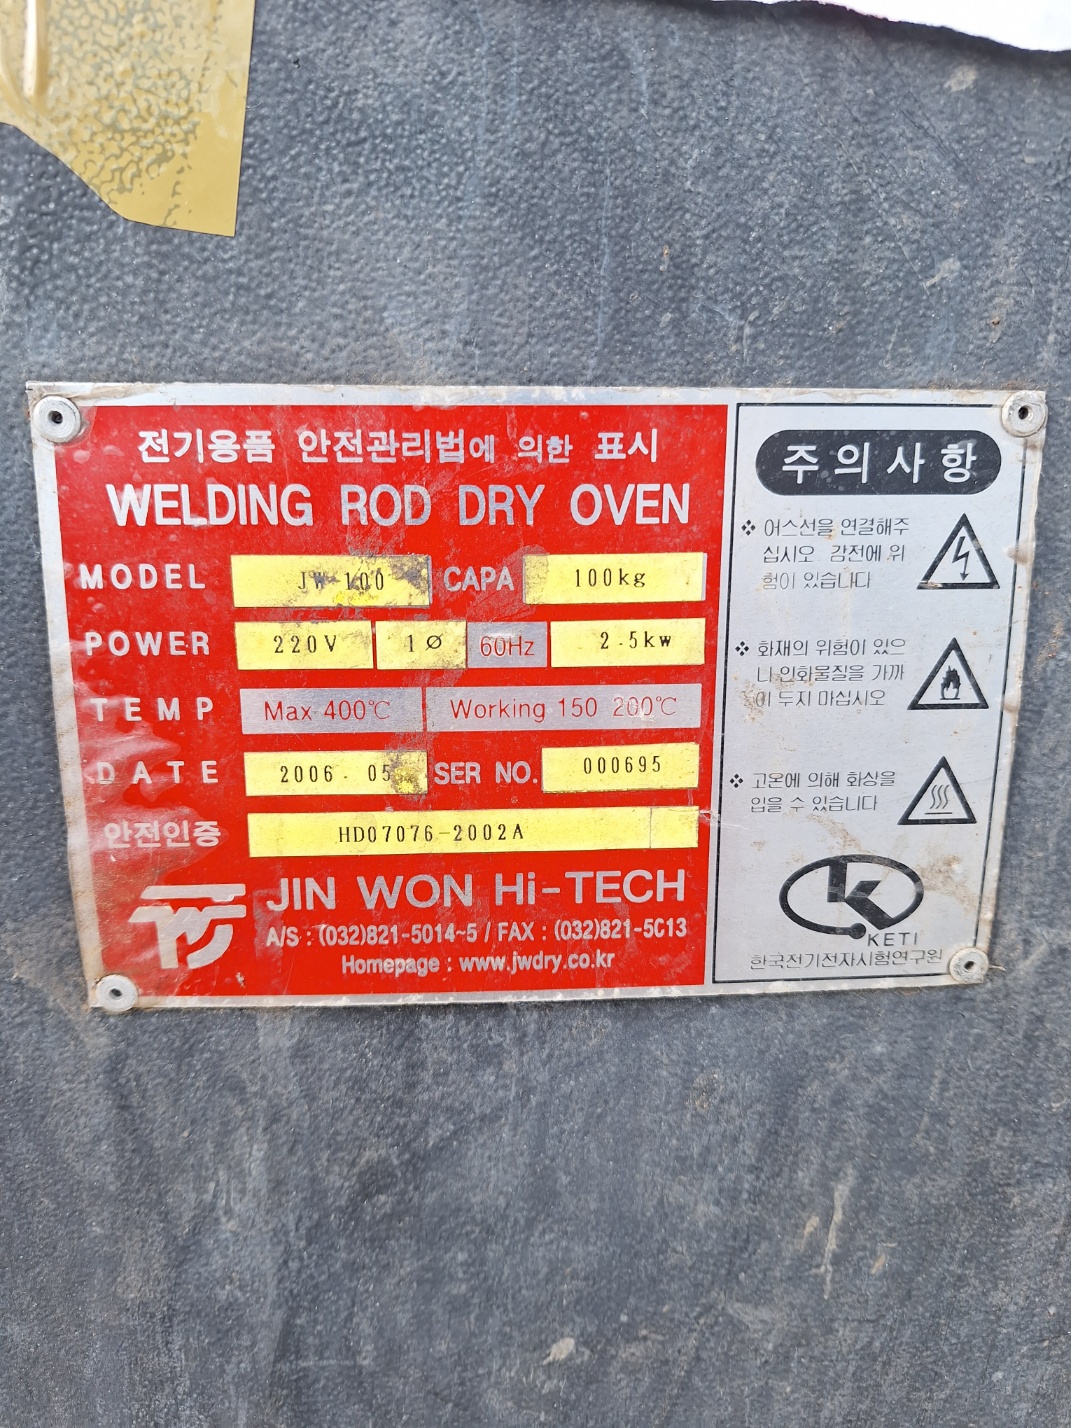 전기용품 안전관리법에 의한 표시
WELDING ROD DRY OVEN
MODEL JW-100 CAPA 100kg
POWER 220V 1Ø 60Hz 2.5kw
TEMP Max 400℃ Working 150 200℃
DATE 2006. 05 SER NO. 000695
안전인증 HD07076-2002A
JIN WON Hi-TECH
A/S : (032)821-5014~5 / FAX : (032)821-5013
Homepage : www.jwdry.co.kr
주의사항
❖ 어스선을 연결해주
십시오 감전에 위
험이 있습니다
❖ 화재의 위험이 있으
니 인화물질을 가까
이 두지 마십시오
❖ 고온에 의해 화상을
입을 수 있습니다
KETI
한국전기전자시험연구원